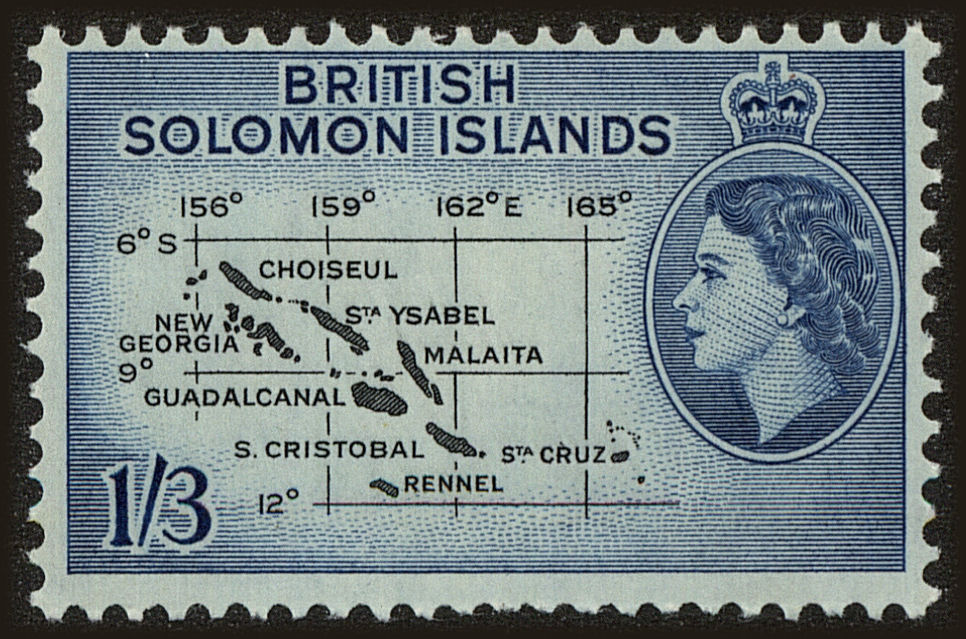 BRITISH
SOLOMON ISLANDS
156° 159° 162° E 165°
6° S
CHOISEUL
STA YSABEL
NEW
GEORGIA
MALAITA
9°
GUADALCANAL
S. CRISTOBAL
STA CRUZ
RENNEL
12°
1/3